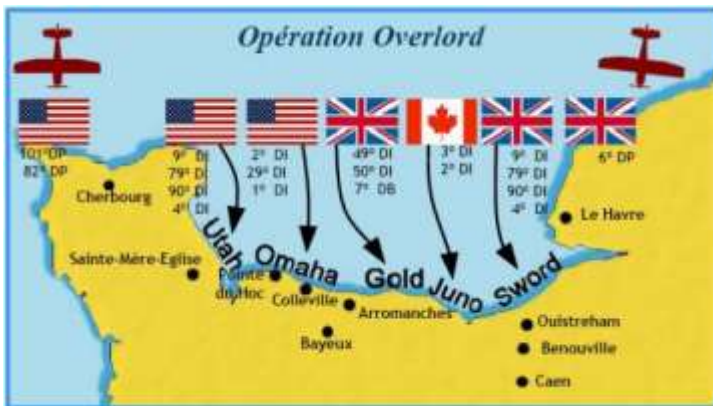 Opération Overlord
101°DP
82° DP
9° DI
79° DI
90° DI
4° DI
2° DI
29° DI
1° DI
49° DI
50° DI
7° DB
3° DI
2° DI
9° DI
79° DI
90° DI
4° DI
6° DP
Cherbourg
Le Havre
Sainte-Mère-Eglise
Utah
Omaha
Gold
Juno
Sword
Pointe
du Hoc
Colleville
Arromanches
Bayeux
Ouistreham
Benouville
Caen